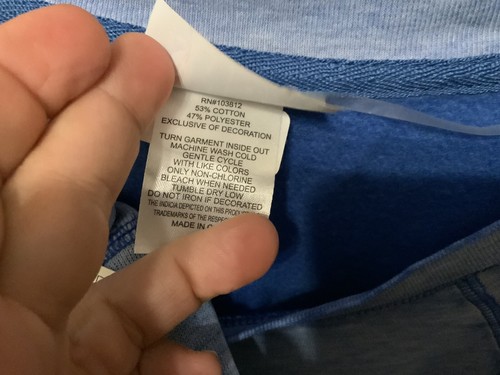 RN#103812
53% COTTON
47% POLYESTER
EXCLUSIVE OF DECORATION
TURN GARMENT INSIDE OUT
MACHINE WASH COLD
GENTLE CYCLE
WITH LIKE COLORS
ONLY NON-CHLORINE
BLEACH WHEN NEEDED
TUMBLE DRY LOW
DO NOT IRON IF DECORATED
THE INDICIA DEPICTED ON THIS PRODUCT
TRADEMARKS OF THE
MADE IN